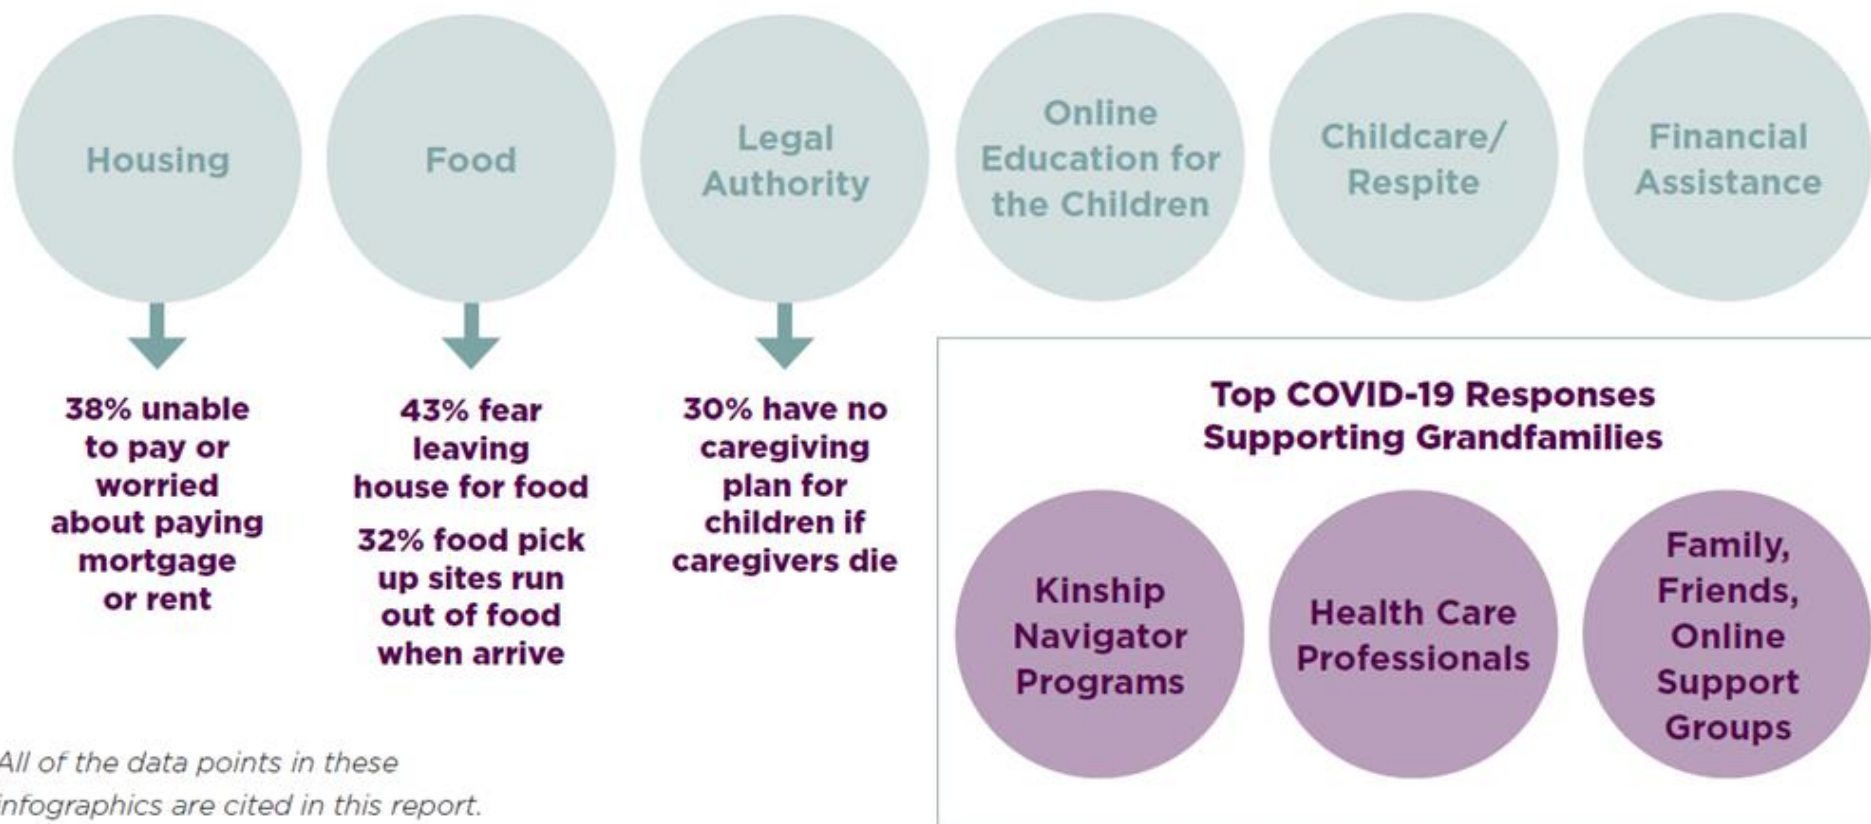 Housing
Food
Legal
Authority
Online
Education for
the Children
Childcare/
Respite
Financial
Assistance
38% unable
to pay or
worried
about paying
mortgage
or rent
43% fear
leaving
house for food
32% food pick
up sites run
out of food
when arrive
30% have no
caregiving
plan for
children if
caregivers die
Top COVID-19 Responses
Supporting Grandfamilies
Kinship
Navigator
Programs
Health Care
Professionals
Family,
Friends,
Online
Support
Groups
All of the data points in these
infographics are cited in this report.